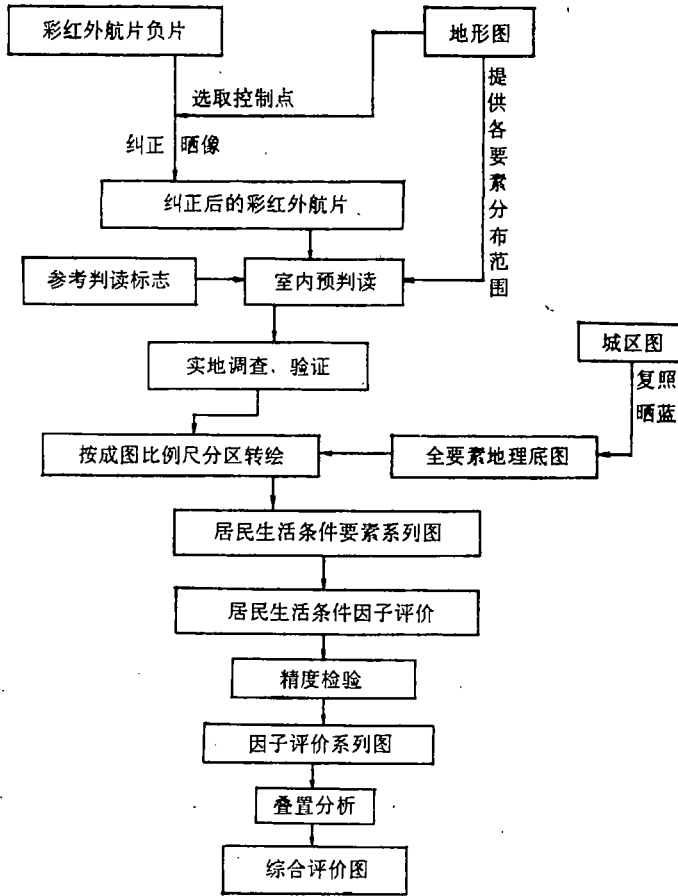 彩红外航片负片
地形图
选取控制点
提供各要素分布范围
纠正 晒像
纠正后的彩红外航片
参考判读标志
室内预判读
实地调查、验证
城区图
复照
晒蓝
按成图比例尺分区转绘
全要素地理底图
居民生活条件要素系列图
居民生活条件因子评价
精度检验
因子评价系列图
叠置分析
综合评价图